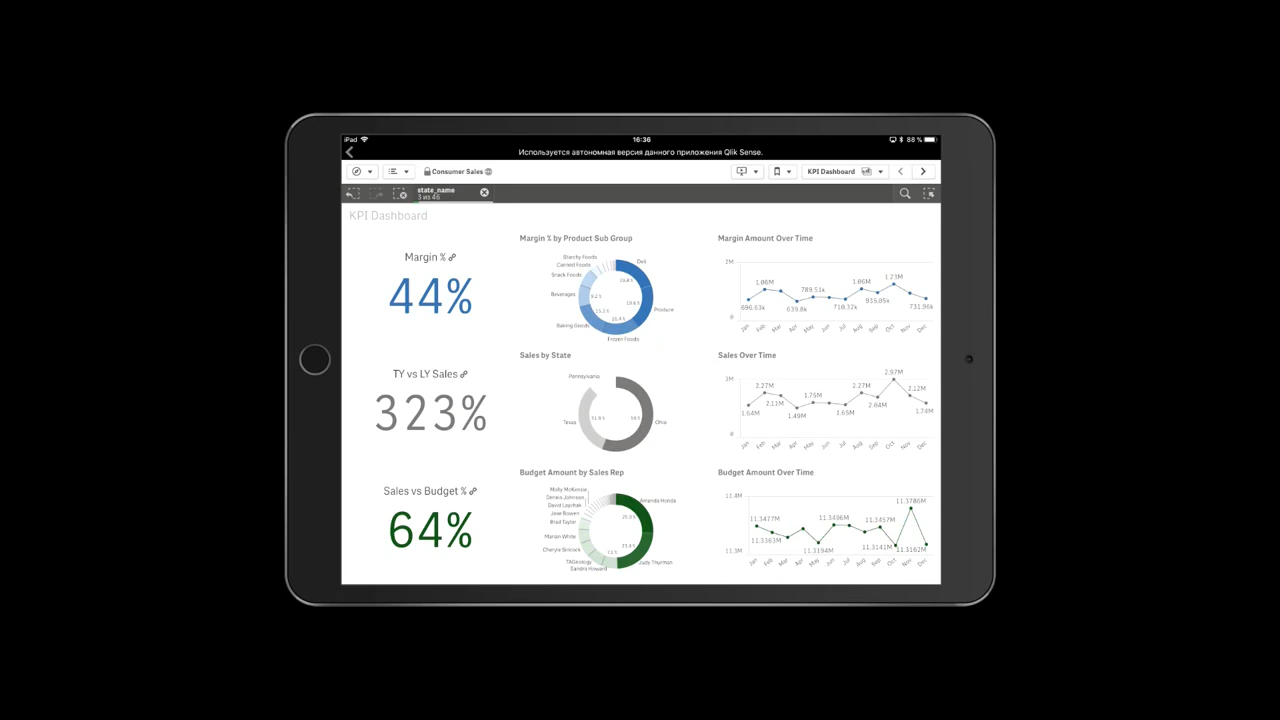 iPad
16:36
88 %
Используется автономная версия данного приложения Qlik Sense.
Consumer Sales
KPI Dashboard
state_name
3 из 46
KPI Dashboard
Margin %
44%
Margin % by Product Sub Group
Starchy Foods
Canned Foods
Snack Foods
Beverages
Baking Goods
Frozen Foods
Produce
Deli
9.2 %
Margin Amount Over Time
2M
0
696.63k
1.06M
639.8k
789.51k
710.32k
1.06M
935.05k
1.23M
731.96k
Jan
Feb
Mar
Apr
May
Jun
Jul
Aug
Sep
Oct
Nov
Dec
TY vs LY Sales
323%
Sales by State
Pennsylvania
Texas
Ohio
Sales Over Time
3M
0
1.64M
2.27M
2.11M
1.49M
1.75M
1.65M
2.27M
2.04M
2.97M
2.12M
1.74M
Jan
Feb
Mar
Apr
May
Jun
Jul
Aug
Sep
Oct
Nov
Dec
Sales vs Budget %
64%
Budget Amount by Sales Rep
Molly McKenzie
Dennis Johnson
David Laychak
Jose Bowen
Brad Taylor
Marian White
Cheryle Sincock
TAGeology
Sandra Howard
Judy Thurman
Amanda Honda
Budget Amount Over Time
11.4M
11.3M
11.3477M
11.3363M
11.3194M
11.3496M
11.3457M
11.3141M
11.3786M
11.3162M
Jan
Feb
Mar
Apr
May
Jun
Jul
Aug
Sep
Oct
Nov
Dec